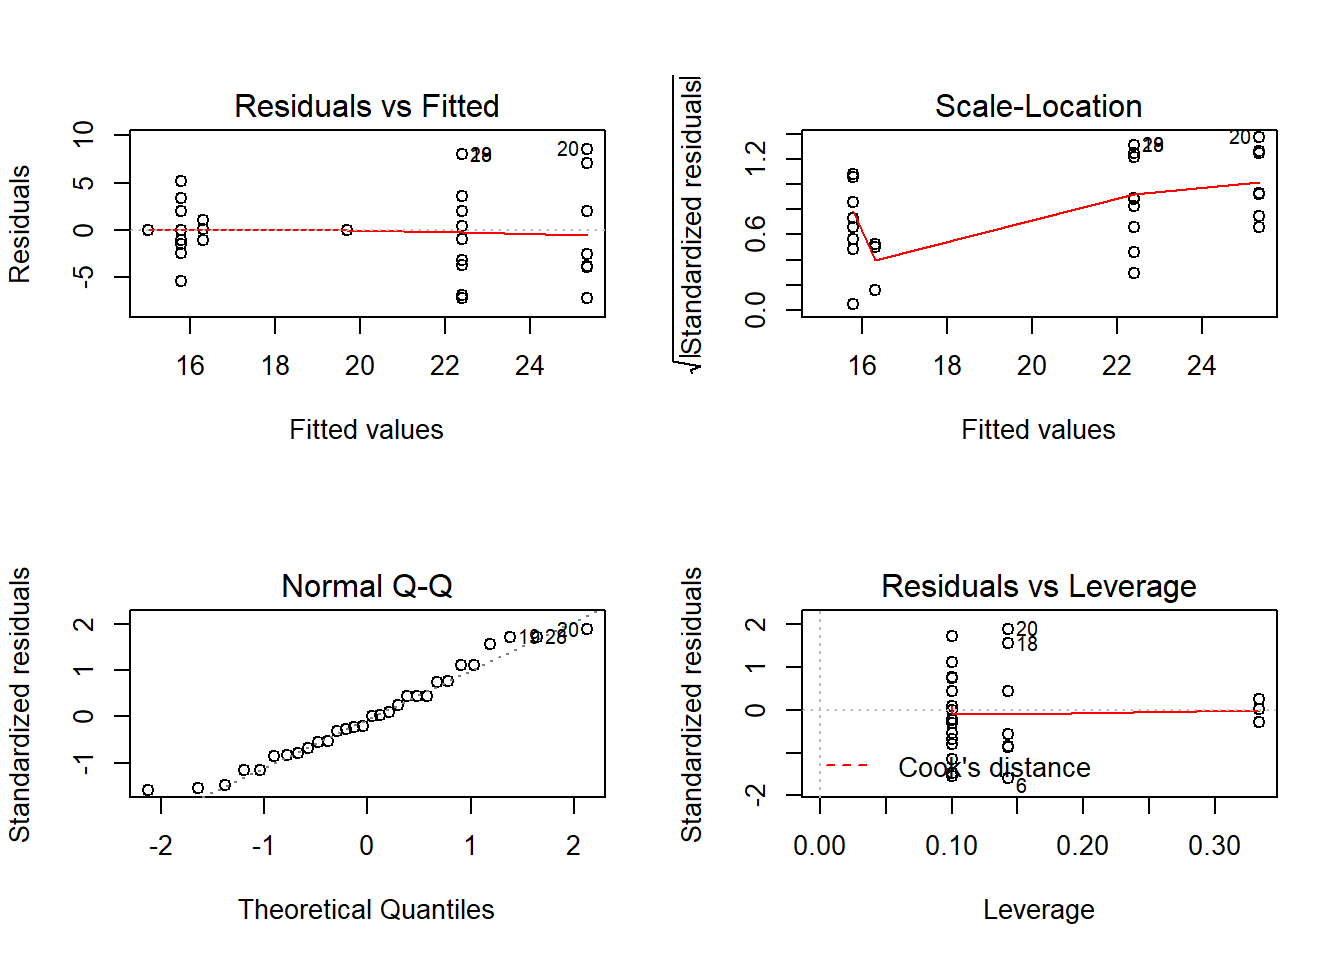 Residuals vs Fitted
Residuals
10
5
0
-5
20
16 18 20 22 24
Fitted values
Scale-Location
√|Standardized residuals|
1.2
0.6
0.0
20
16 18 20 22 24
Fitted values
Normal Q-Q
Standardized residuals
2
1
0
-1
20
-2 -1 0 1 2
Theoretical Quantiles
Residuals vs Leverage
Standardized residuals
2
1
0
-2
20
18
6
Cook's distance
0.00 0.10 0.20 0.30
Leverage